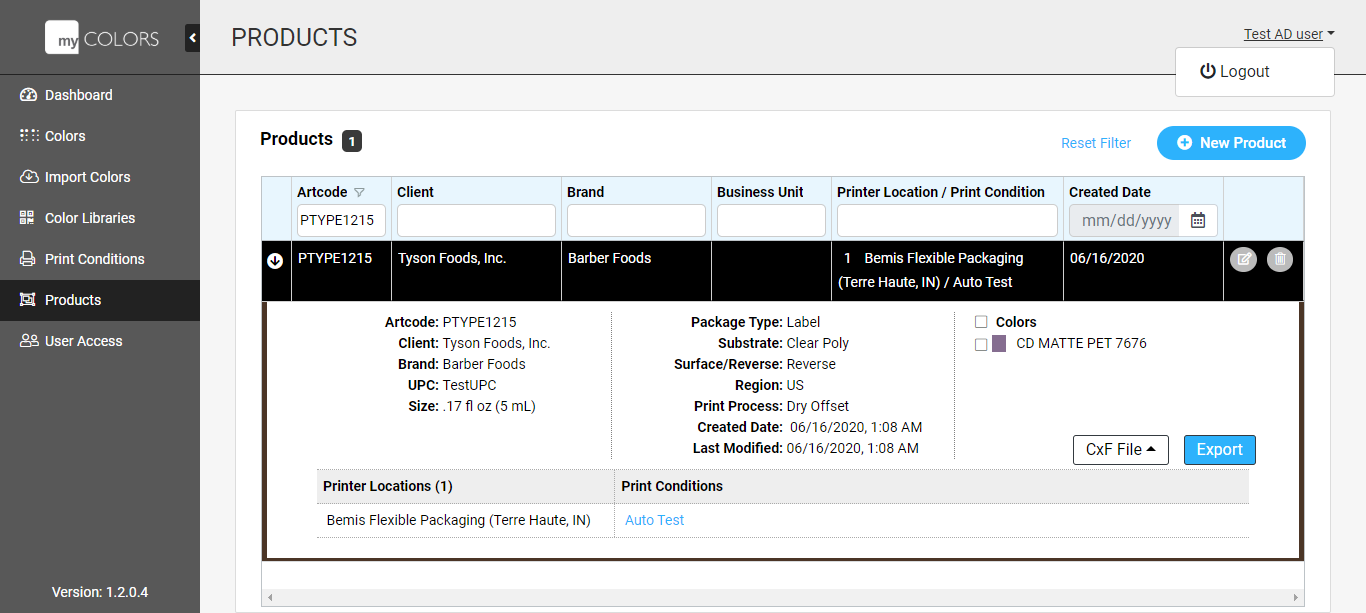 my COLORS
PRODUCTS
Test AD user
Logout
Dashboard
Colors
Import Colors
Color Libraries
Print Conditions
Products
User Access
Version: 1.2.0.4
Products 1
Reset Filter
New Product
Artcode Client Brand Business Unit Printer Location / Print Condition Created Date
PTYPE1215 mm/dd/yyyy
PTYPE1215 Tyson Foods, Inc. Barber Foods 1 Bemis Flexible Packaging 06/16/2020
(Terre Haute, IN) / Auto Test
Artcode: PTYPE1215
Client: Tyson Foods, Inc.
Brand: Barber Foods
UPC: TestUPC
Size: .17 fl oz (5 mL)
Package Type: Label
Substrate: Clear Poly
Surface/Reverse: Reverse
Region: US
Print Process: Dry Offset
Created Date: 06/16/2020, 1:08 AM
Last Modified: 06/16/2020, 1:08 AM
Colors
CD MATTE PET 7676
CxF File
Export
Printer Locations (1) Print Conditions
Bemis Flexible Packaging (Terre Haute, IN) Auto Test